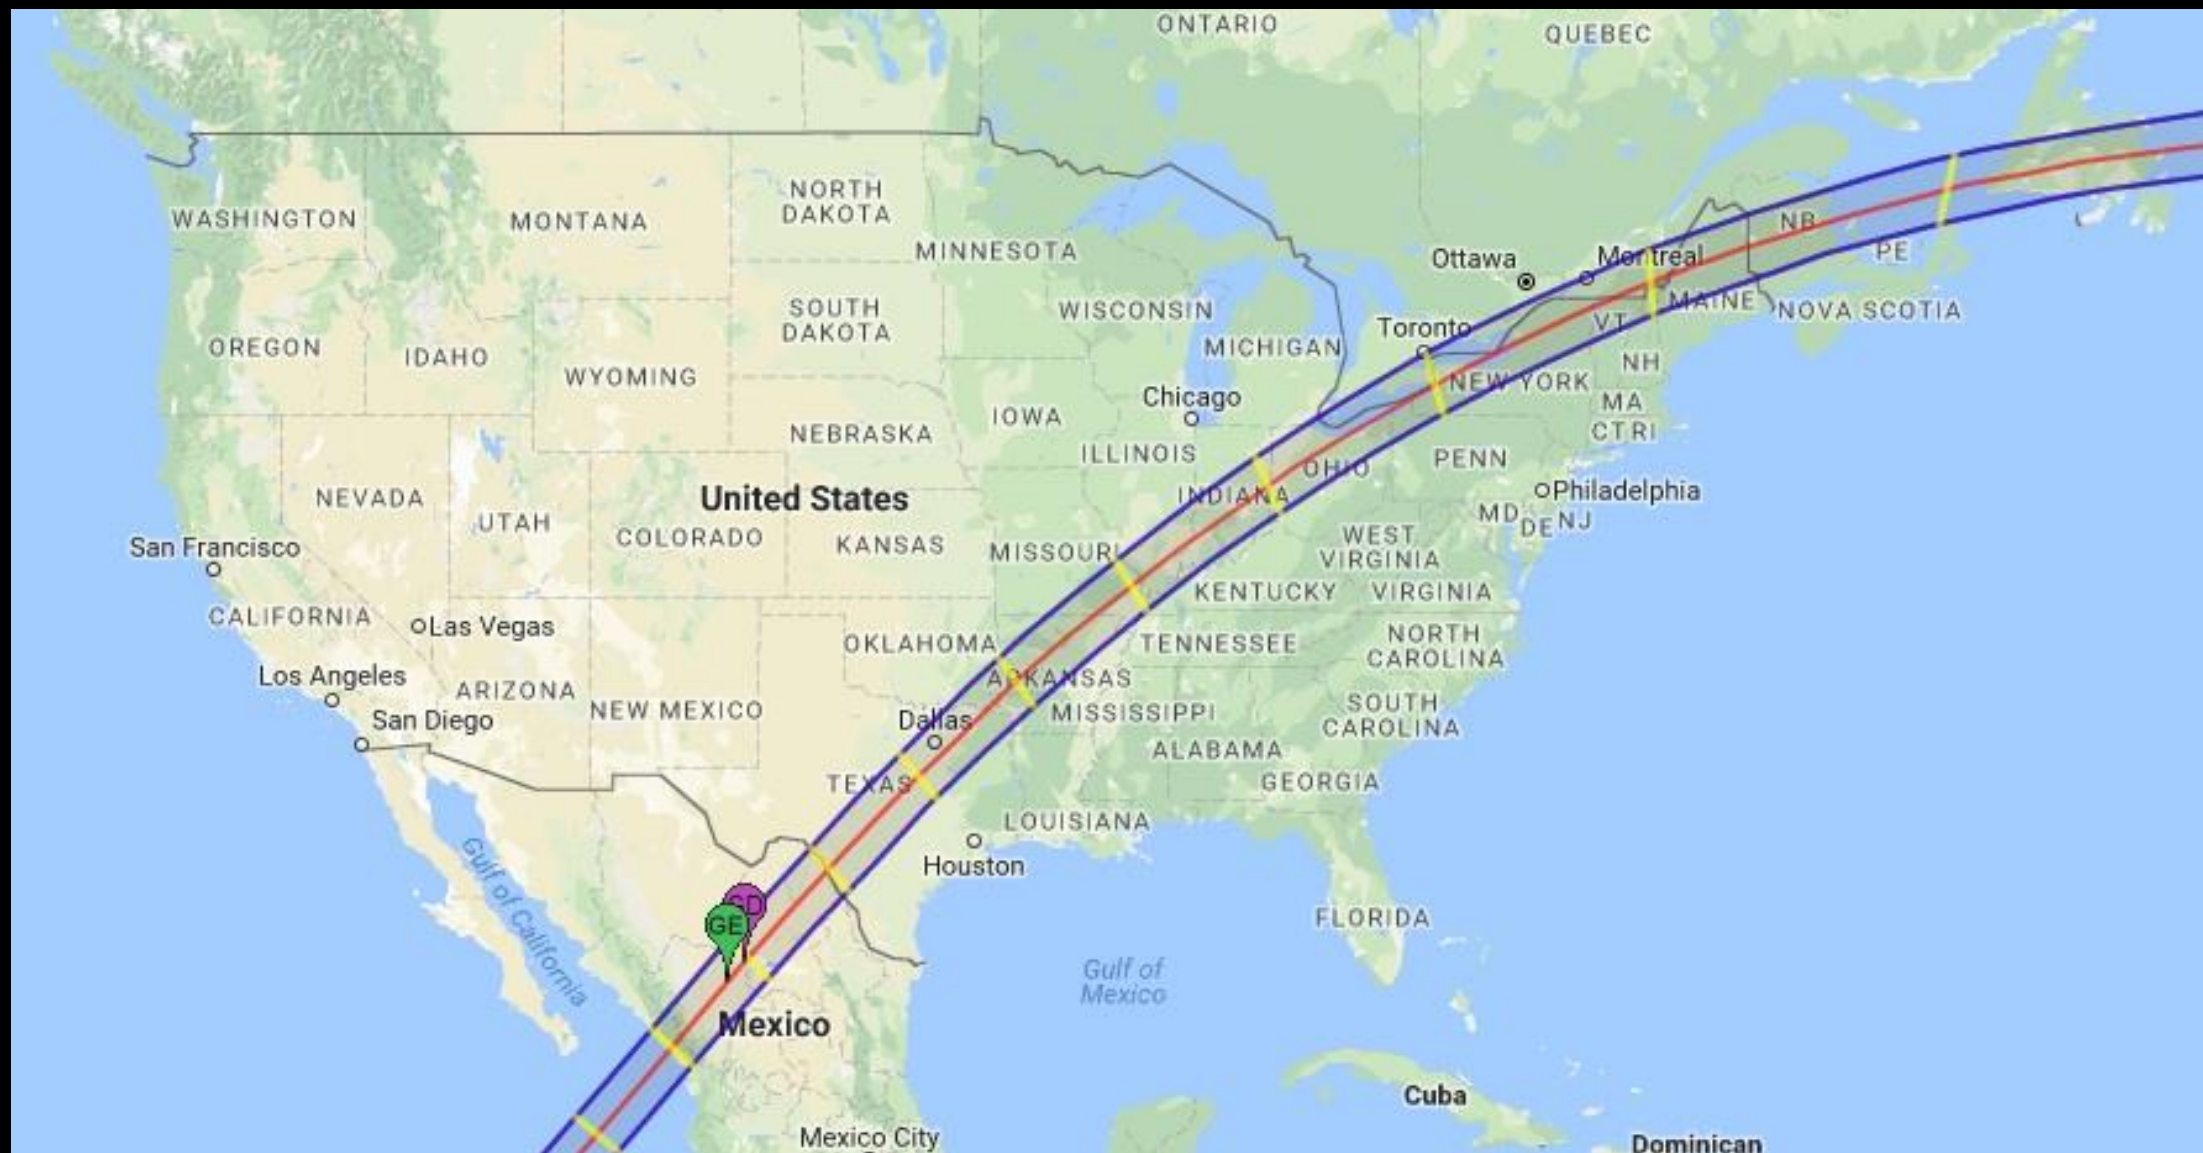 ONTARIO
QUEBEC
WASHINGTON
MONTANA
NORTH
DAKOTA
MINNESOTA
Ottawa
Montreal
NB
PE
OREGON
IDAHO
WYOMING
SOUTH
DAKOTA
WISCONSIN
MICHIGAN
Toronto
VT
MAINE
NOVA SCOTIA
NH
NEW YORK
MA
CT RI
Chicago
IOWA
NEBRASKA
ILLINOIS
INDIANA
OHIO
PENN
Philadelphia
MD
DE
NJ
NEVADA
UTAH
United States
COLORADO
KANSAS
MISSOURI
WEST
VIRGINIA
KENTUCKY
VIRGINIA
San Francisco
CALIFORNIA
Las Vegas
OKLAHOMA
TENNESSEE
NORTH
CAROLINA
Los Angeles
ARIZONA
NEW MEXICO
ARKANSAS
San Diego
Dallas
MISSISSIPPI
SOUTH
CAROLINA
ALABAMA
GEORGIA
TEXAS
LOUISIANA
Houston
Gulf of California
GD
GE
FLORIDA
Gulf of
Mexico
Mexico
Cuba
Mexico City
Dominican